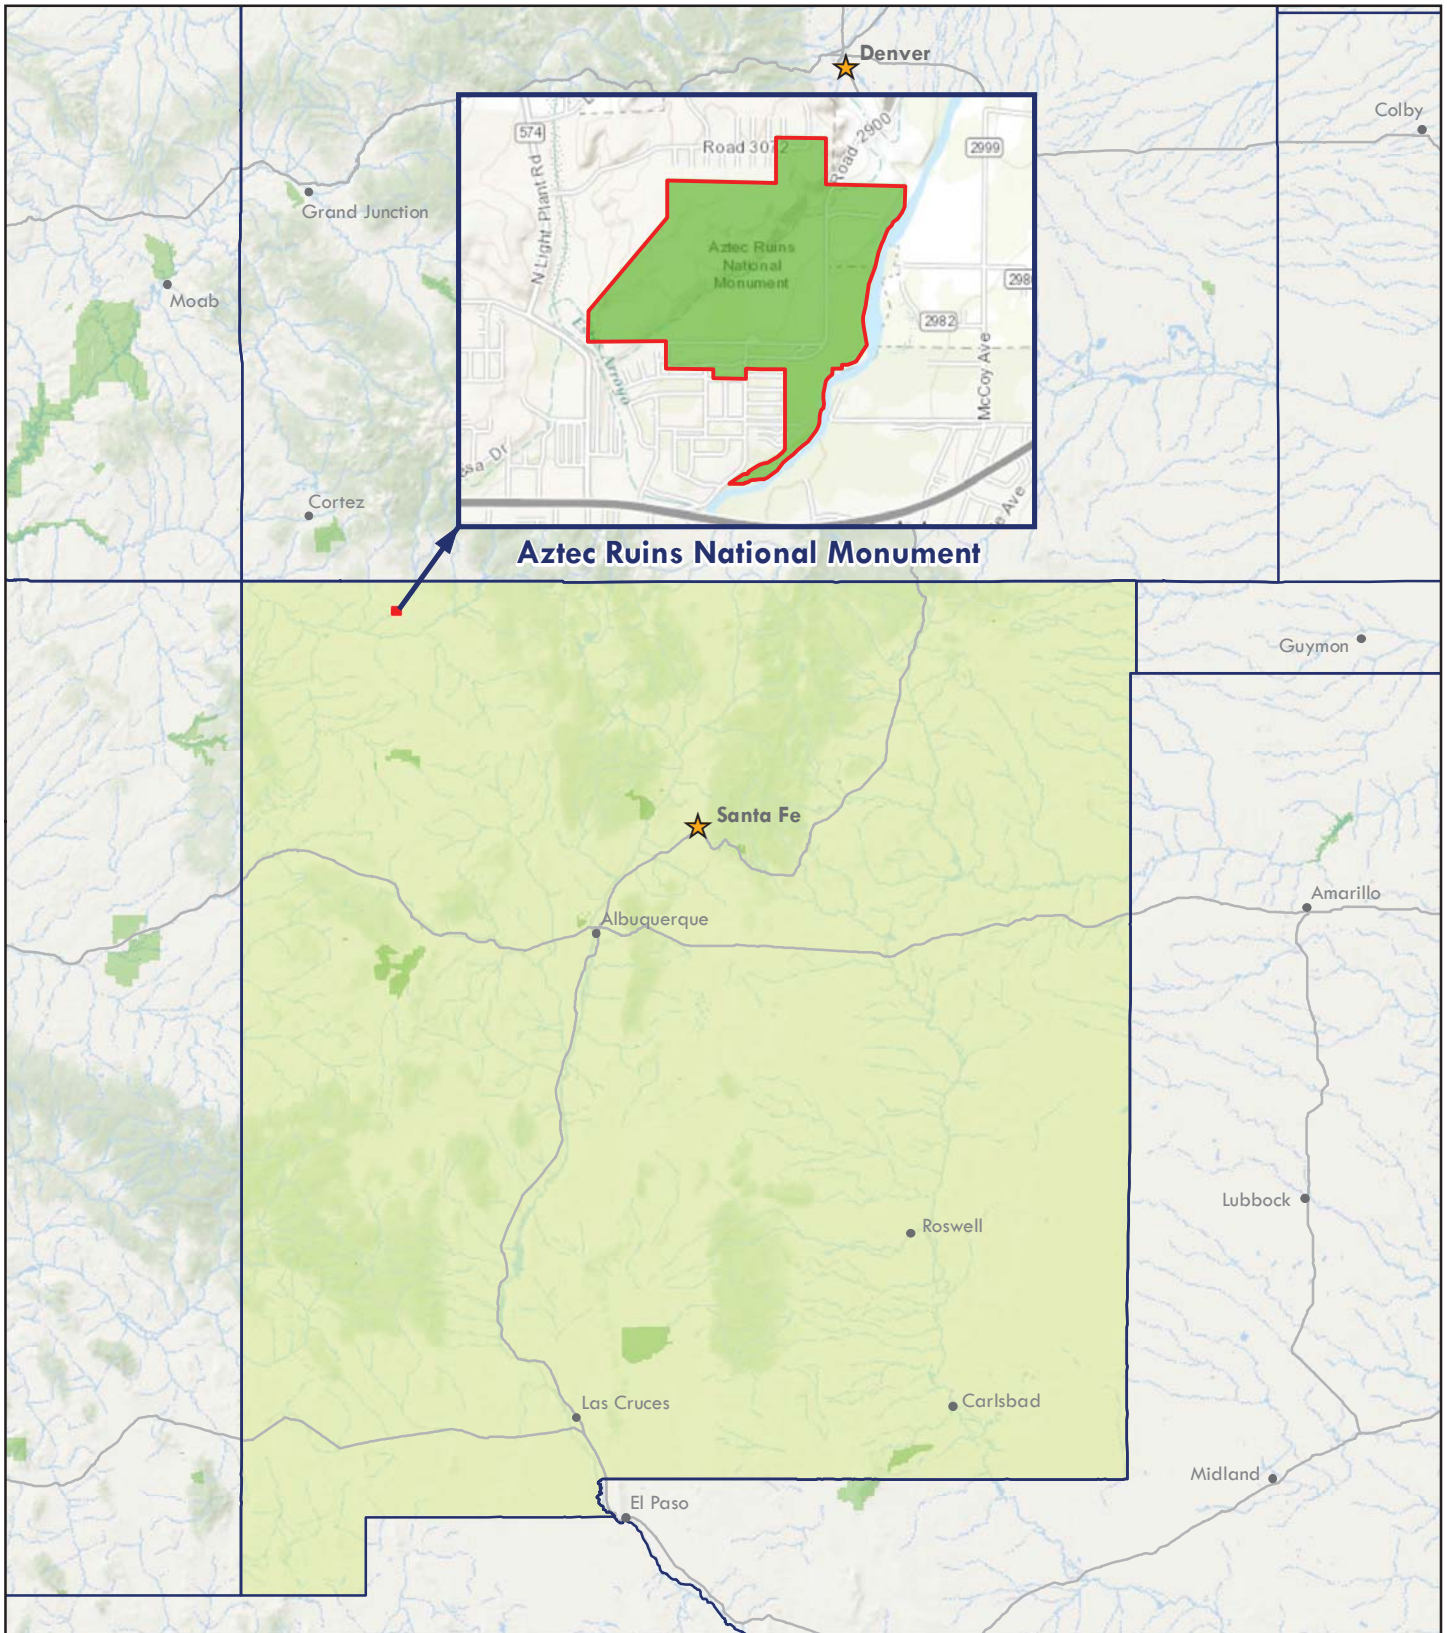 Denver
Colby
574
Road 3072
Road 2900
2999
N Light Plant Rd
Grand Junction
Aztec Ruins
National
Monument
Moab
2982
McCoy Ave
Arroyo
Cortez
Aztec Ruins National Monument
Guymon
Santa Fe
Amarillo
Albuquerque
Lubbock
Roswell
Las Cruces
Carlsbad
Midland
El Paso